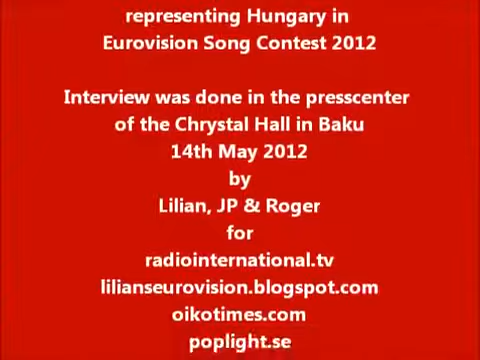 representing Hungary in
Eurovision Song Contest 2012
Interview was done in the presscenter
of the Chrystal Hall in Baku
14th May 2012
by
Lilian, JP & Roger
for
radiointernational.tv
lilianseurovision.blogspot.com
oikotimes.com
poplight.se